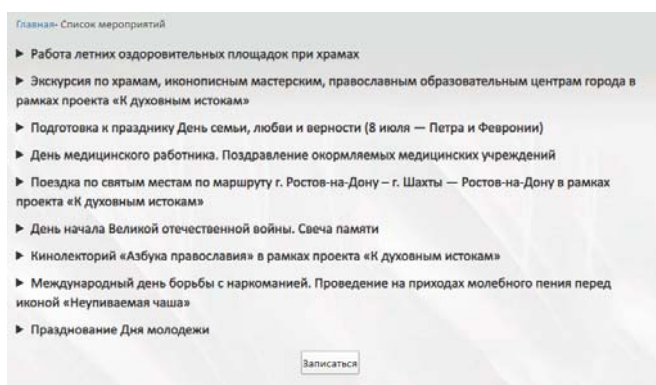 Главная- Список мероприятий
► Работа летних оздоровительных площадок при храмах
► Экскурсия по храмам, иконописным мастерским, православным образовательным центрам города в
рамках проекта «К духовным истокам»
► Подготовка к празднику День семьи, любви и верности (8 июля — Петра и Февронии)
► День медицинского работника. Поздравление окормляемых медицинских учреждений
► Поездка по святым местам по маршруту г. Ростов-на-Дону – г. Шахты — Ростов-на-Дону в рамках
проекта «К духовным истокам»
► День начала Великой отечественной войны. Свеча памяти
► Кинолекторий «Азбука православия» в рамках проекта «К духовным истокам»
► Международный день борьбы с наркоманией. Проведение на приходах молебного пения перед
иконой «Неупиваемая чаша»
► Празднование Дня молодежи
Записаться